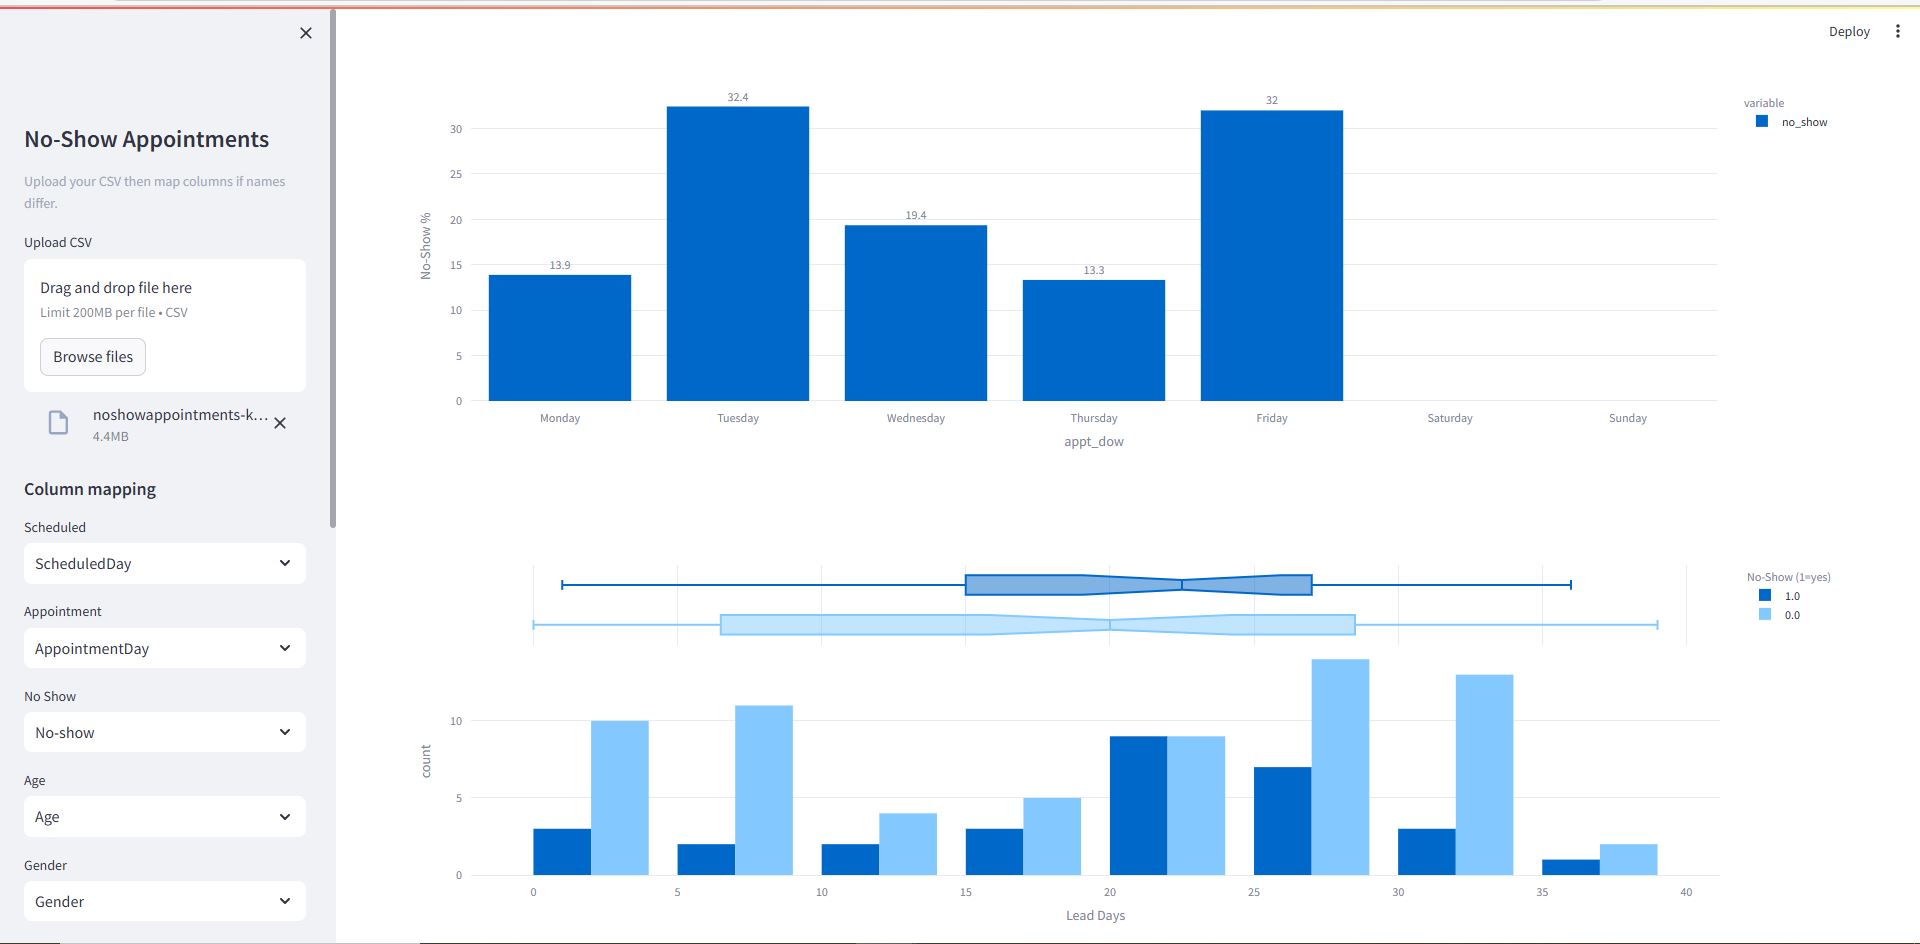 Deploy
No-Show Appointments
Upload your CSV then map columns if names
differ.
Upload CSV
Drag and drop file here
Limit 200MB per file • CSV
Browse files
noshowappointments-k...
4.4MB
Column mapping
Scheduled
ScheduledDay
Appointment
AppointmentDay
No Show
No-show
Age
Age
Gender
Gender
32.4
32
19.4
13.9
13.3
30
25
20
15
10
5
0
No-Show %
Monday Tuesday Wednesday Thursday Friday Saturday Sunday
appt_dow
variable
no_show
No-Show (1=yes)
1.0
0.0
10
5
0
count
0 5 10 15 20 25 30 35 40
Lead Days